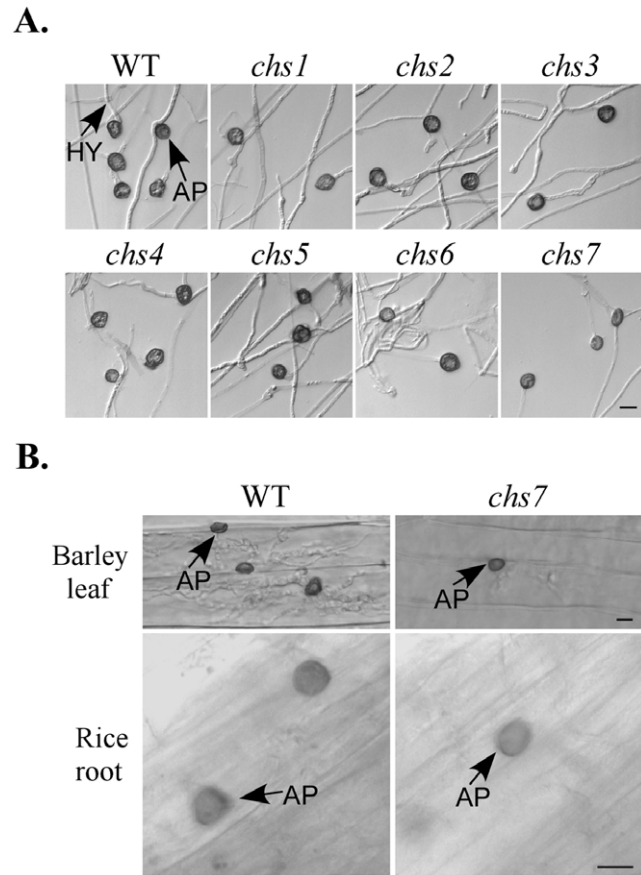 A.
WT chs1 chs2 chs3
HY
AP
chs4 chs5 chs6 chs7
B.
WT chs7
Barley
leaf
AP
AP
Rice
root
AP
AP